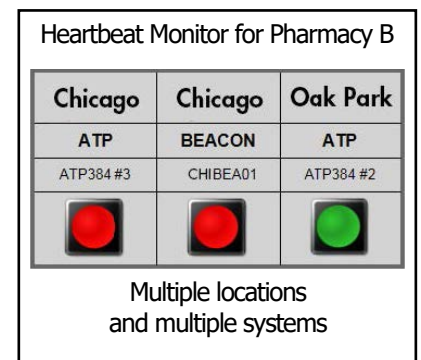 Heartbeat Monitor for Pharmacy B
Chicago Chicago Oak Park
ATP BEACON ATP
ATP384 #3 CHIBEA01 ATP384 #2
Multiple locations
and multiple systems